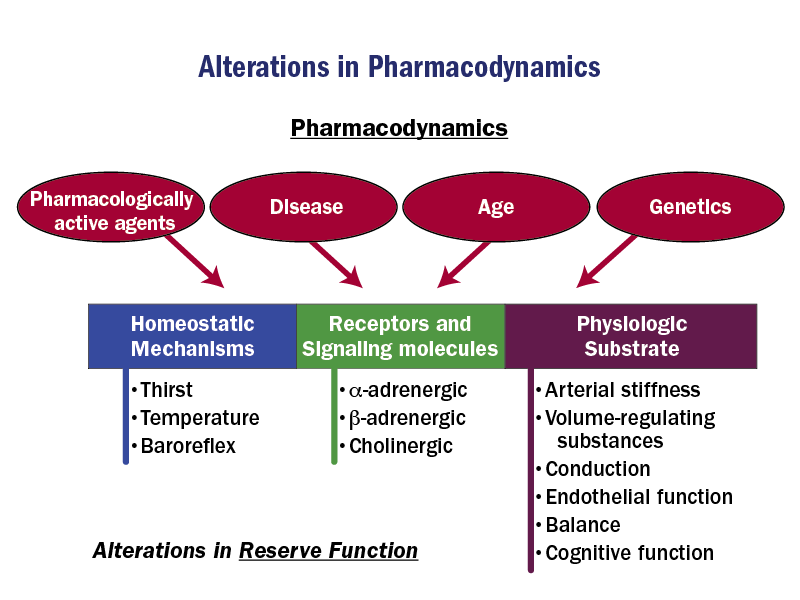 Alterations in Pharmacodynamics
Pharmacodynamics
Pharmacologically
active agents
Disease
Age
Genetics
Homeostatic
Mechanisms
Receptors and
Signaling molecules
Physiologic
Substrate
• Thirst
• Temperature
• Baroreflex
• α-adrenergic
• β-adrenergic
• Cholinergic
• Arterial stiffness
• Volume-regulating
substances
• Conduction
• Endothelial function
• Balance
• Cognitive function
Alterations in Reserve Function